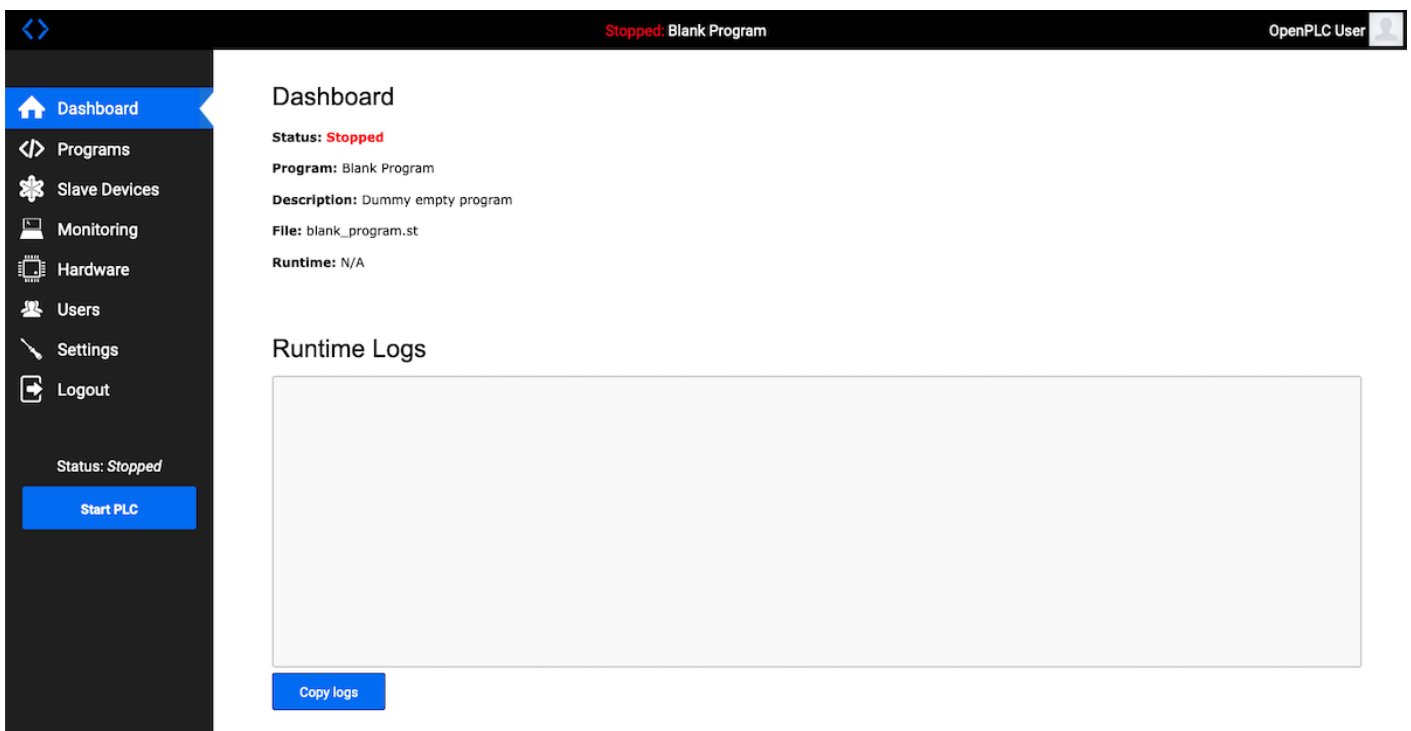 Stopped: Blank Program
OpenPLC User
Dashboard
Programs
Slave Devices
Monitoring
Hardware
Users
Settings
Logout
Status: Stopped
Start PLC
Dashboard
Status: Stopped
Program: Blank Program
Description: Dummy empty program
File: blank_program.st
Runtime: N/A
Runtime Logs
Copy logs